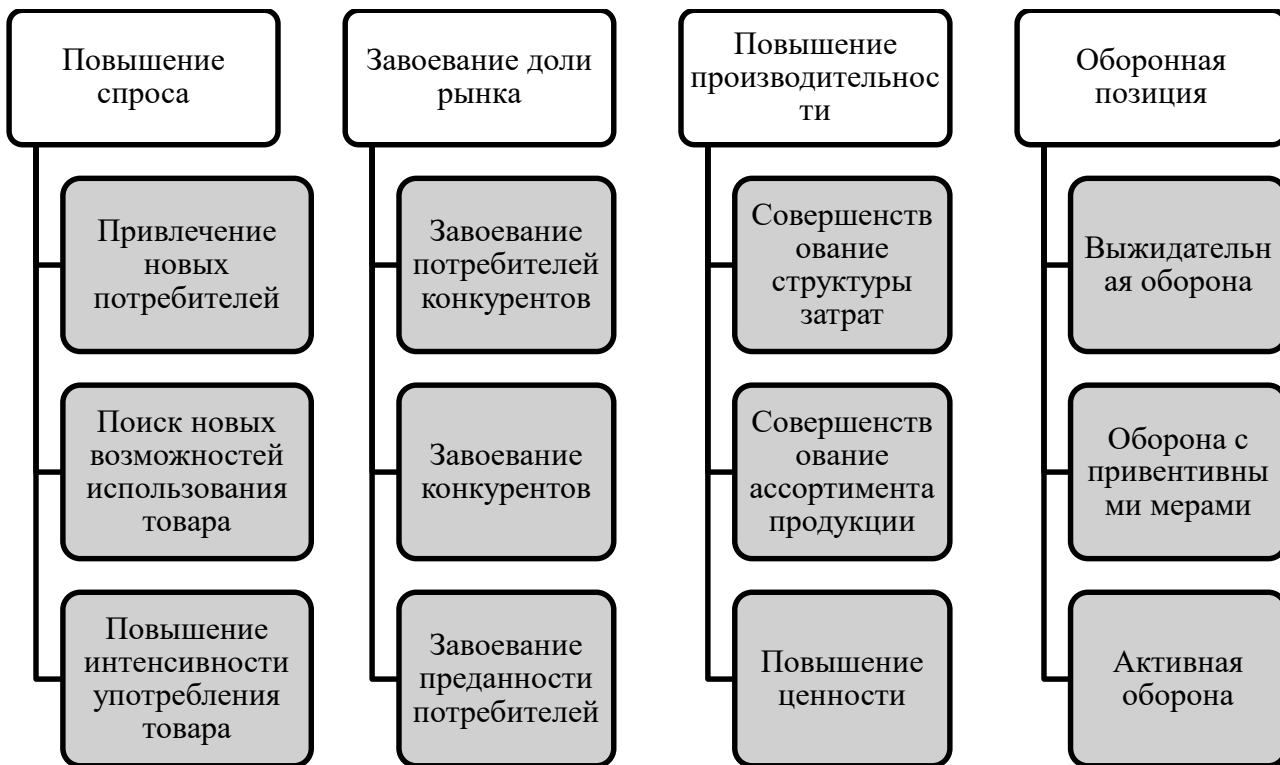 Повышение
спроса
Привлечение
новых
потребителей
Поиск новых
возможностей
использования
товара
Повышение
интенсивности
употребления
товара
Завоевание доли
рынка
Завоевание
потребителей
конкурентов
Завоевание
конкурентов
Завоевание
преданности
потребителей
Повышение
производительнос
ти
Совершенств
ование
структуры
затрат
Совершенств
ование
ассортимента
продукции
Повышение
ценности
Оборонная
позиция
Выжидательн
ая оборона
Оборона с
привентивны
ми мерами
Активная
оборона